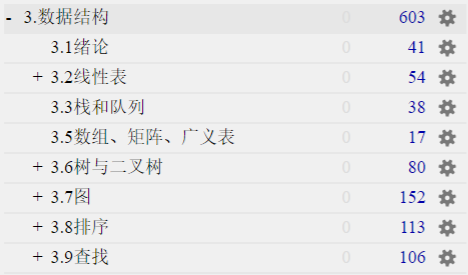 - 3.数据结构 0 603
3.1绪论 0 41
+ 3.2线性表 0 54
3.3栈和队列 0 38
3.5数组、矩阵、广义表 0 17
+ 3.6树与二叉树 0 80
+ 3.7图 0 152
+ 3.8排序 0 113
+ 3.9查找 0 106